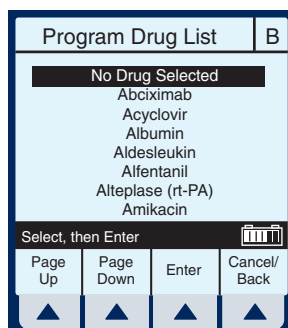 Program Drug List B
No Drug Selected
Abciximab
Acyclovir
Albumin
Aldesleukin
Alfentanil
Alteplase (rt-PA)
Amikacin
Select, then Enter
Page Up
Page Down
Enter
Cancel/ Back